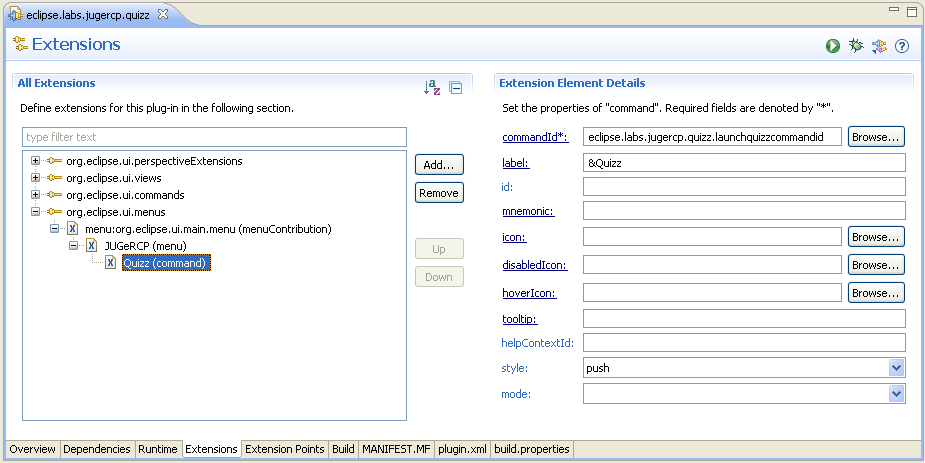 eclipse.labs.jugercp.quizz
Extensions
All Extensions
Define extensions for this plug-in in the following section.
type filter text
org.eclipse.ui.perspectiveExtensions
org.eclipse.ui.views
org.eclipse.ui.commands
org.eclipse.ui.menus
menu:org.eclipse.ui.main.menu (menuContribution)
JUGeRCP (menu)
Quizz (command)
Add...
Remove
Up
Down
Extension Element Details
Set the properties of "command". Required fields are denoted by "*".
commandId*: eclipse.labs.jugercp.quizz.launchquizzcommandid Browse...
label: &Quizz
id:
mnemonic:
icon: Browse...
disabledIcon: Browse...
hoverIcon: Browse...
tooltip:
helpContextId:
style: push
mode:
Overview Dependencies Runtime Extensions Extension Points Build MANIFEST.MF plugin.xml build.properties